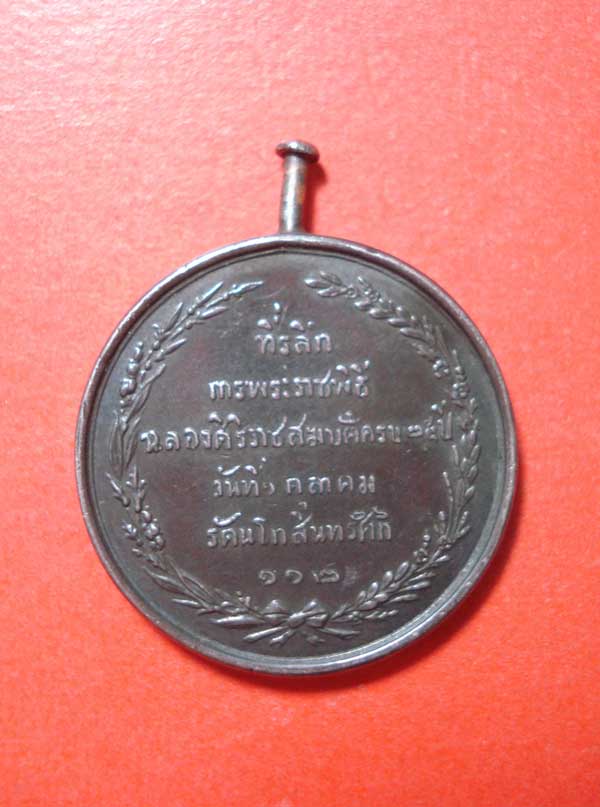 ที่รลึก
การพระราชพิธี
ฉลองศิริราชสมบัติครบ ๒๕ ปี
วันที่ ๑ ตุลาคม
รัตนโกสินทรศักิ
๑๑๒